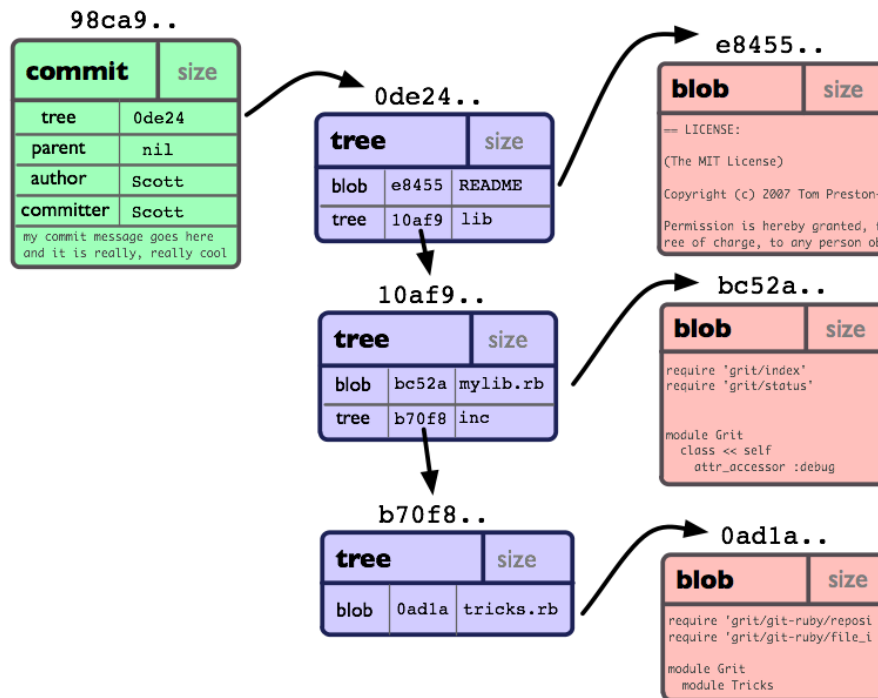 98ca9..
commit size
tree 0de24
parent nil
author Scott
committer Scott
my commit message goes here
and it is really, really cool
0de24..
tree size
blob e8455 README
tree 10af9 lib
10af9..
tree size
blob bc52a mylib.rb
tree b70f8 inc
b70f8..
tree size
blob 0ad1a tricks.rb
e8455..
blob size
== LICENSE:
(The MIT License)
Copyright (c) 2007 Tom Preston-
Permission is hereby granted, f
ree of charge, to any person ob
bc52a..
blob size
require 'grit/index'
require 'grit/status'
module Grit
class << self
attr_accessor :debug
0ad1a..
blob size
require 'grit/git-ruby/reposi
require 'grit/git-ruby/file_i
module Grit
module Tricks